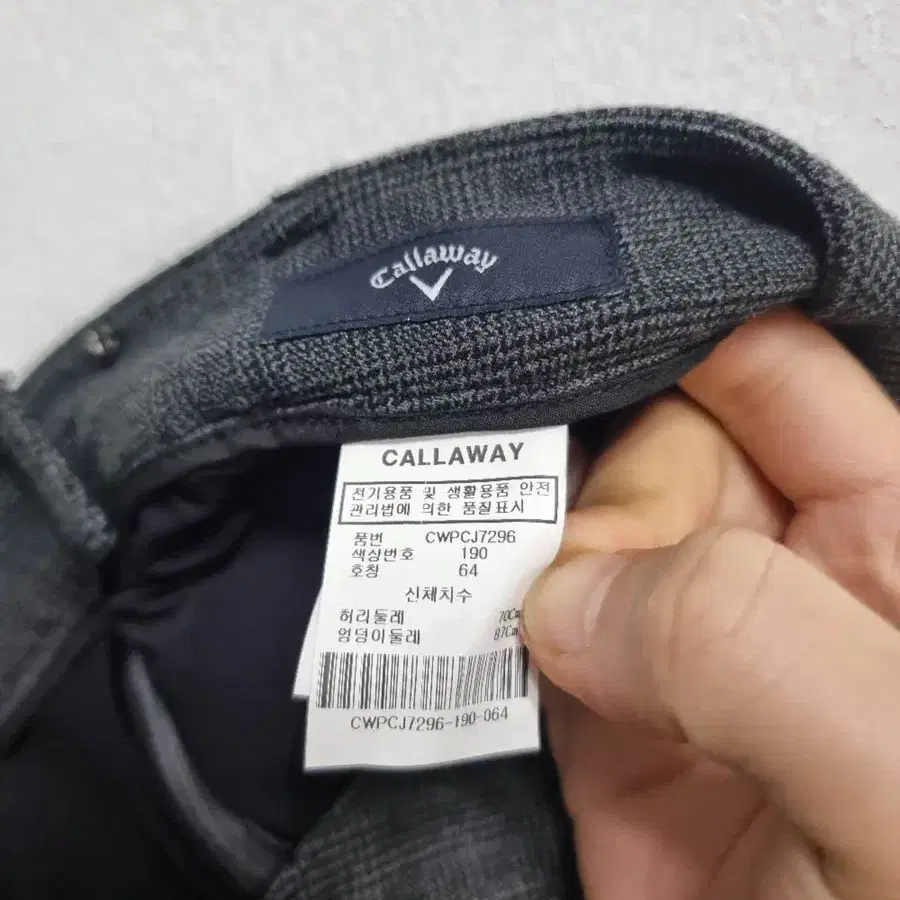 Callaway
CALLAWAY
전기용품 및 생활용품 안전
관리법에 의한 품질표시
품번 CWPCJ7296
색상번호 190
호칭 64
신체치수
허리둘레 70Cm
엉덩이둘레 87Cm
CWPCJ7296-190-064